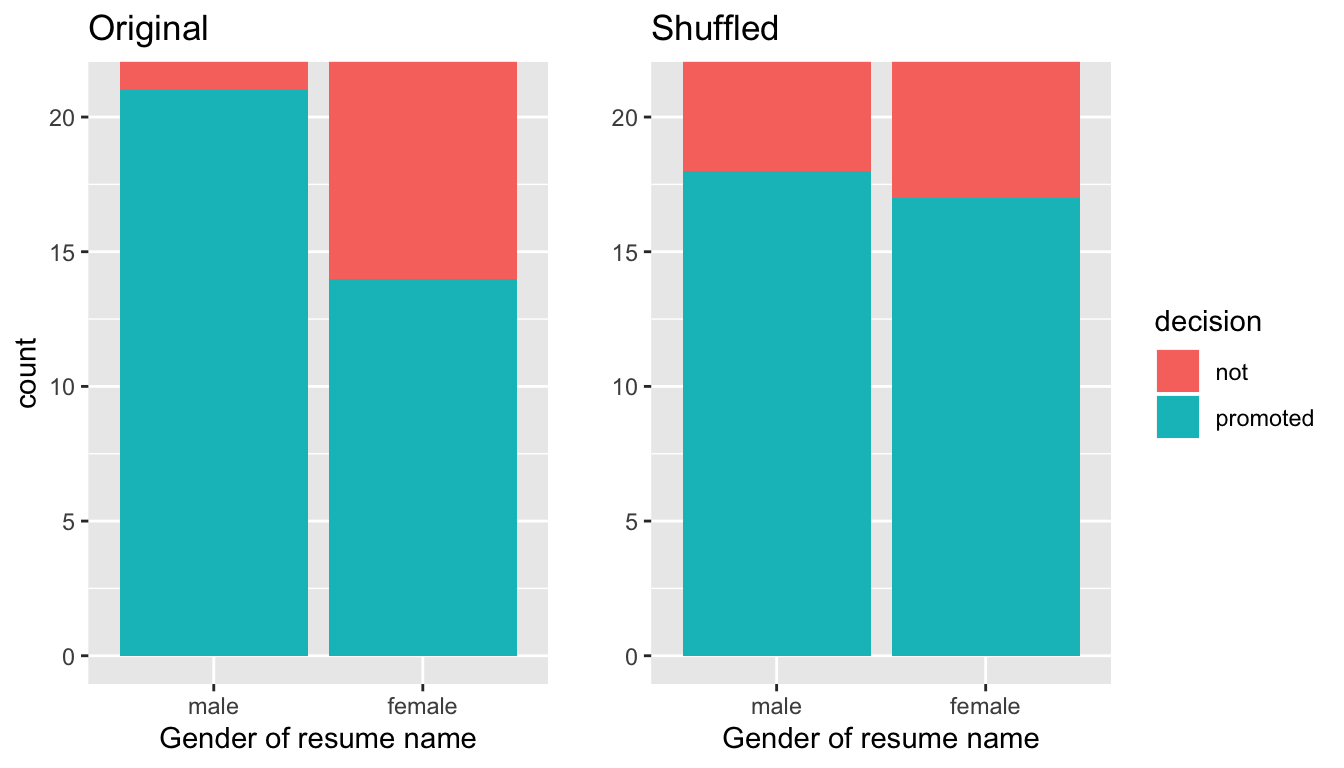 Original
Shuffled
count
20
15
10
5
0
male
female
Gender of resume name
20
15
10
5
0
male
female
Gender of resume name
decision
not
promoted